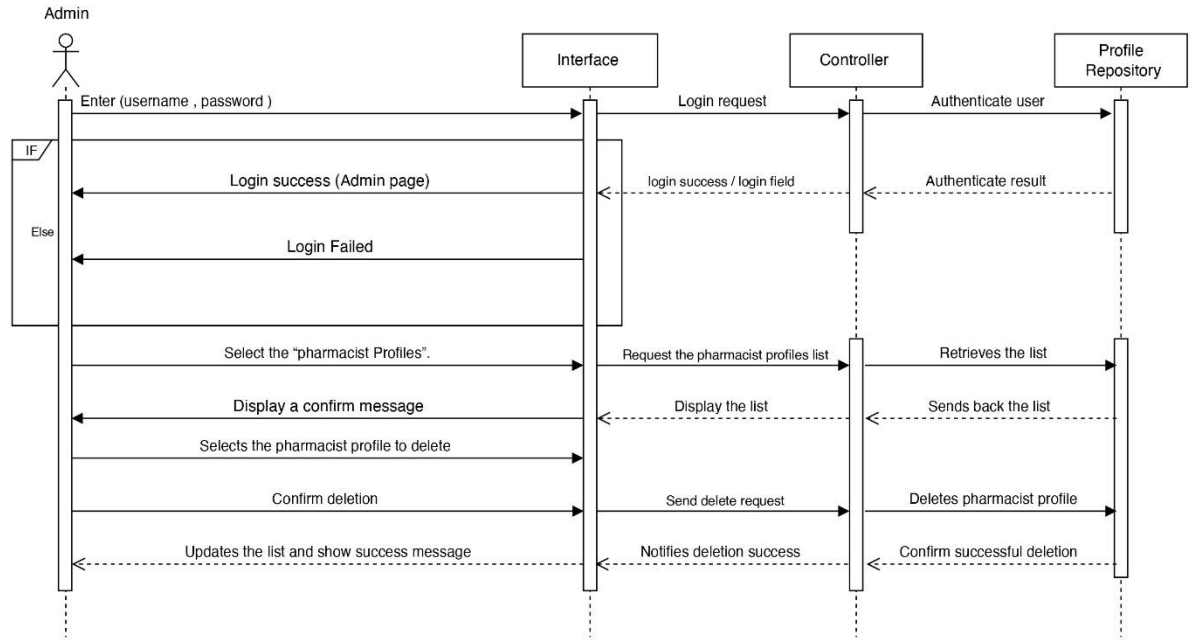 Admin
Interface
Controller
Profile
Repository
Enter (username , password )
Login request
Authenticate user
IF
Login success (Admin page)
login success / login field
Authenticate result
Else
Login Failed
Select the “pharmacist Profiles”.
Request the pharmacist profiles list
Retrieves the list
Display a confirm message
Display the list
Sends back the list
Selects the pharmacist profile to delete
Confirm deletion
Send delete request
Deletes pharmacist profile
Updates the list and show success message
Notifies deletion success
Confirm successful deletion